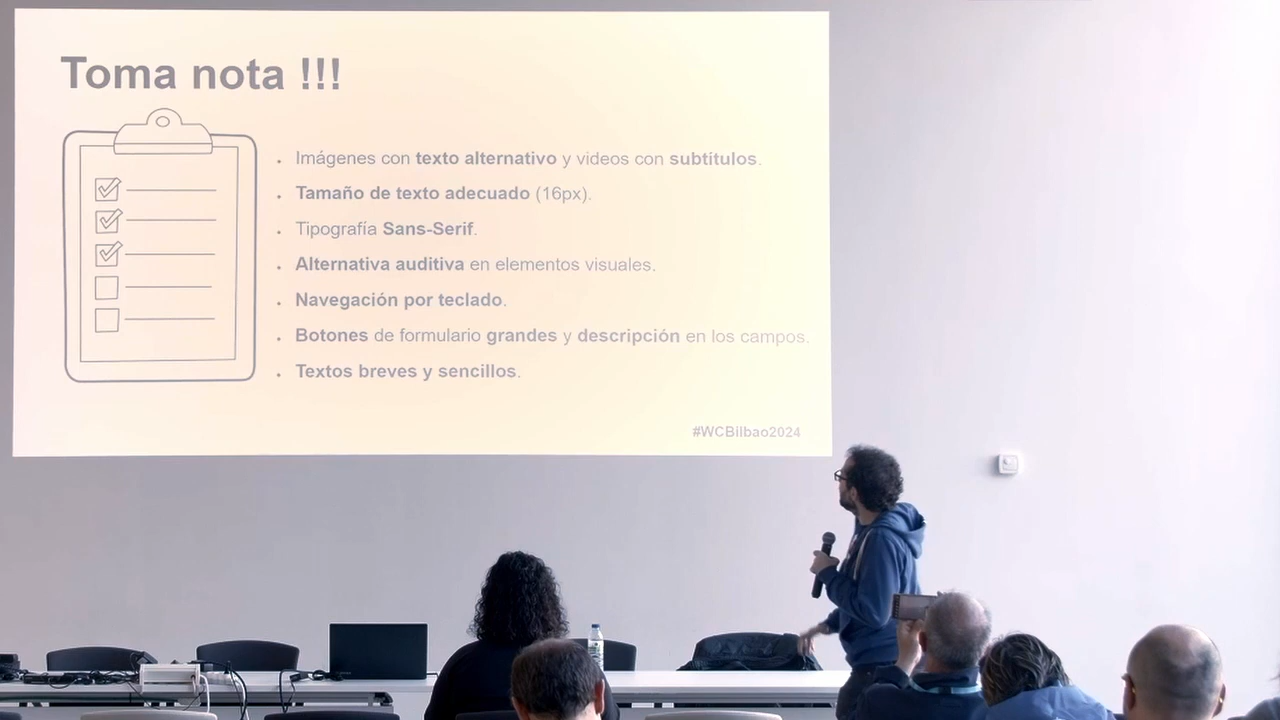 Toma nota !!!
Imágenes con texto alternativo y videos con subtítulos.
Tamaño de texto adecuado (16px).
Tipografía Sans-Serif.
Alternativa auditiva en elementos visuales.
Navegación por teclado.
Botones de formulario grandes y descripción en los campos.
Textos breves y sencillos.
#WCBilbao2024